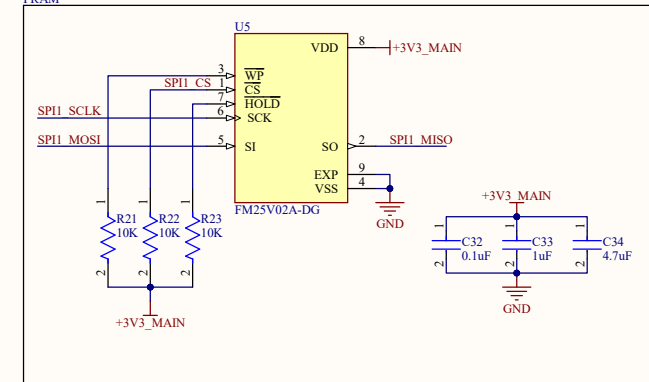 FRAM
U5
VDD 8 +3V3_MAIN
3 WP
SPI1_CS 1 CS
7 HOLD
SPI1_SCLK 6 SCK
SPI1_MOSI 5 SI SO 2 SPI1_MISO
EXP 9
VSS 4
FM25V02A-DG
GND
1 R21 10K 2
1 R22 10K 2
1 R23 10K 2
+3V3_MAIN
+3V3_MAIN
1 C32 0.1uF 2
1 C33 1uF 2
1 C34 4.7uF 2
GND